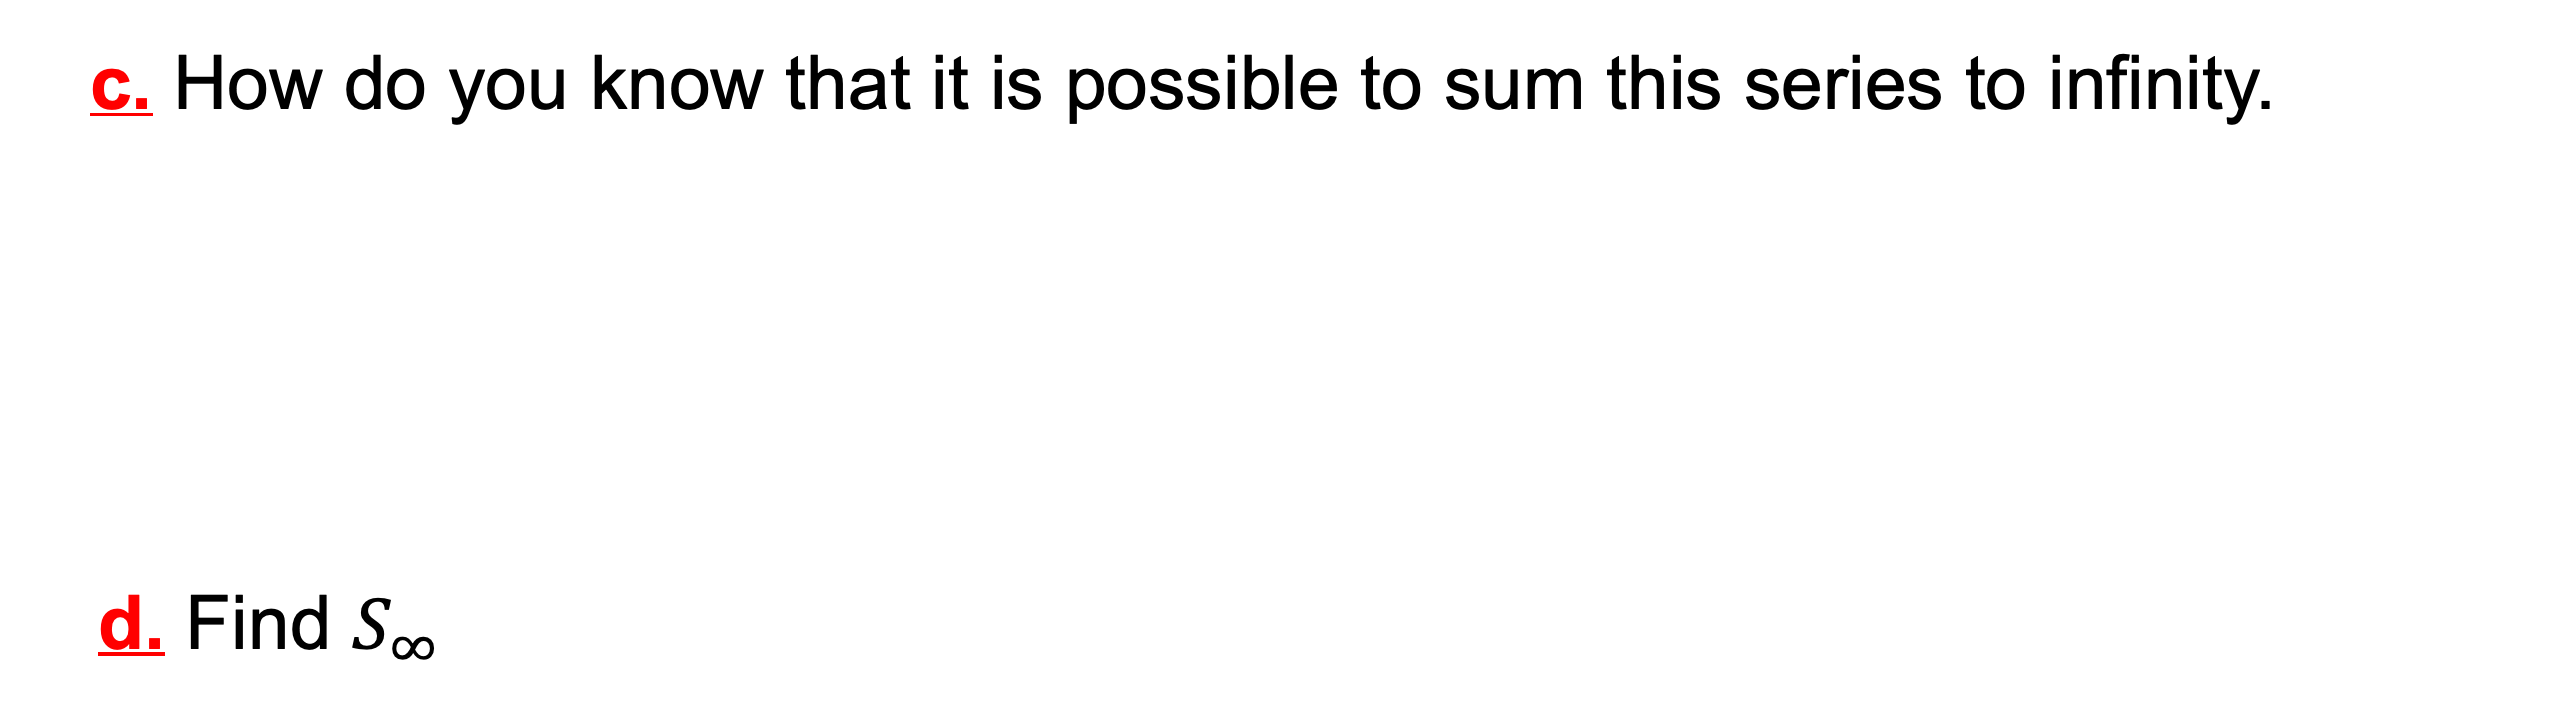 c. How do you know that it is possible to sum this series to infinity.
d. Find S∞